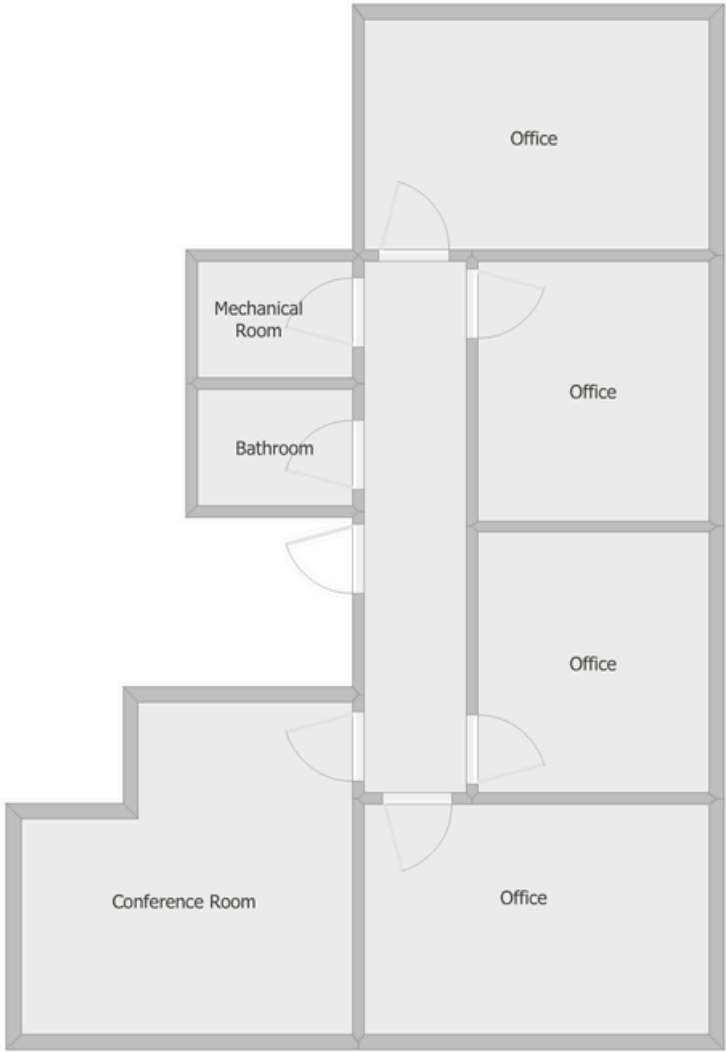 Office
Mechanical
Room
Office
Bathroom
Office
Conference Room
Office